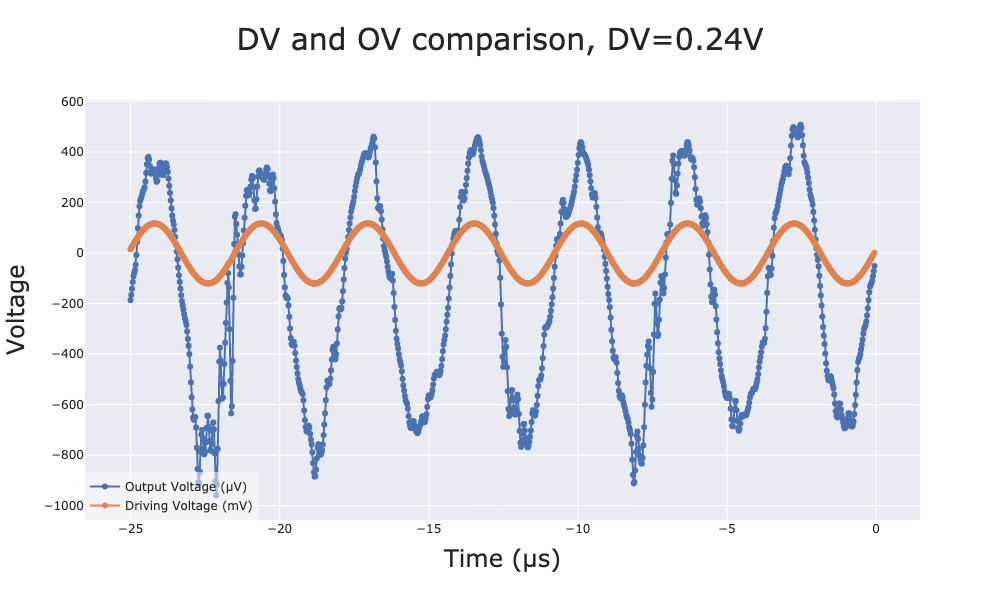 DV and OV comparison, DV=0.24V
600
400
200
0
−200
−400
−600
−800
−1000
Voltage
Output Voltage (μV)
Driving Voltage (mV)
−25 −20 −15 −10 −5 0
Time (μs)